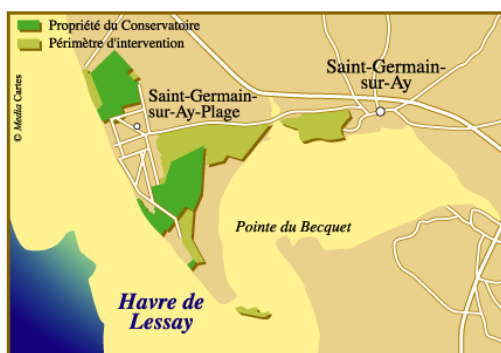 Propriété du Conservatoire
Périmètre d'intervention
© Media Cartes
Saint-Germain-
sur-Ay-Plage
Saint-Germain-
sur-Ay
Pointe du Becquet
Havre de
Lessay